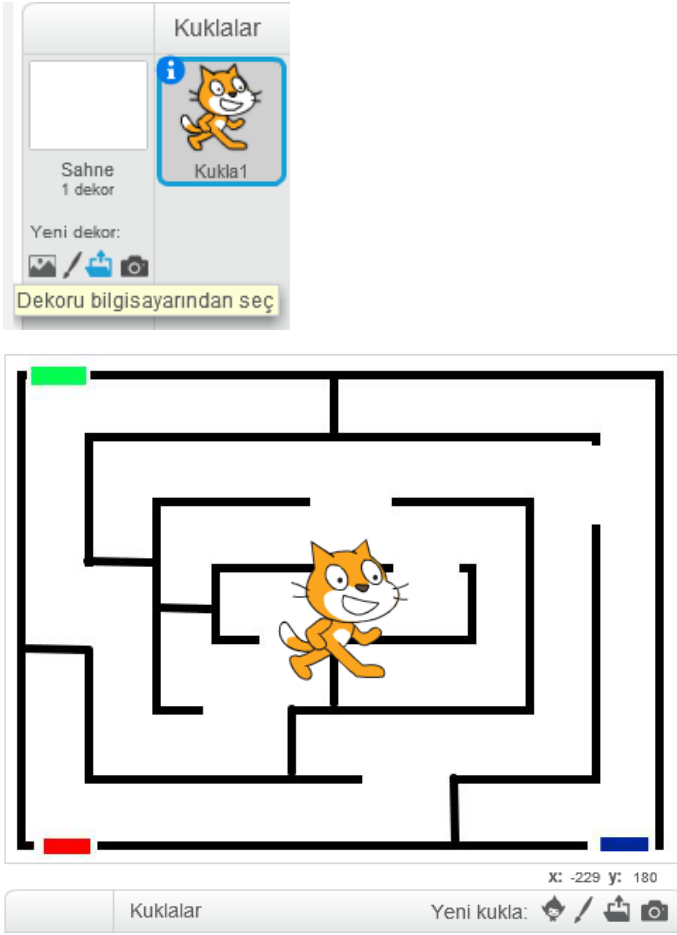 Kuklalar
Sahne
1 dekor
Kukla1
Yeni dekor:
Dekoru bilgisayarından seç
x: -229 y: 180
Kuklalar
Yeni kukla: